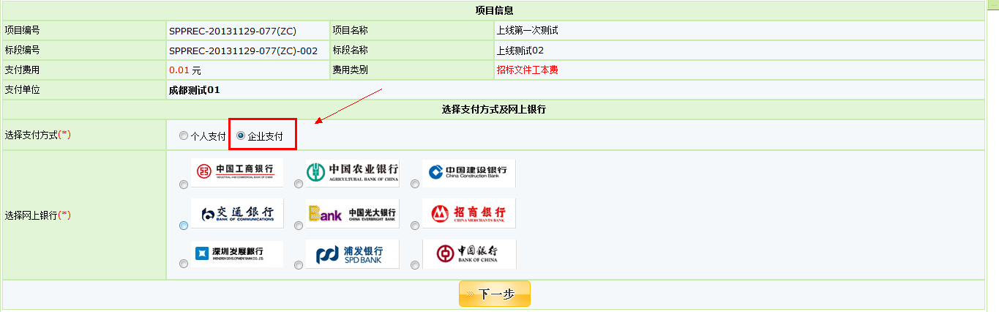 项目信息
项目编号 SPPREC-20131129-077(ZC) 项目名称 上线第一次测试
标段编号 SPPREC-20131129-077(ZC)-002 标段名称 上线测试02
支付费用 0.01 元 费用类别 招标文件工本费
支付单位 成都测试01
选择支付方式及网上银行
选择支付方式(*) 个人支付 企业支付
中国工商银行 中国农业银行 中国建设银行
INDUSTRIAL AND COMMERCIAL BANK OF CHINA AGRICULTURAL BANK OF CHINA China Construction Bank
选择网上银行(*)
交通银行 Bank 中国光大银行 招商银行
BANK OF COMMUNICATIONS CHINA EVERBRIGHT BANK CHINA MERCHANTS BANK
深圳发展银行 浦发银行 中国银行
SHENZHEN DEVELOPMENT BANK CO., LTD. SPD BANK BANK OF CHINA
下一步